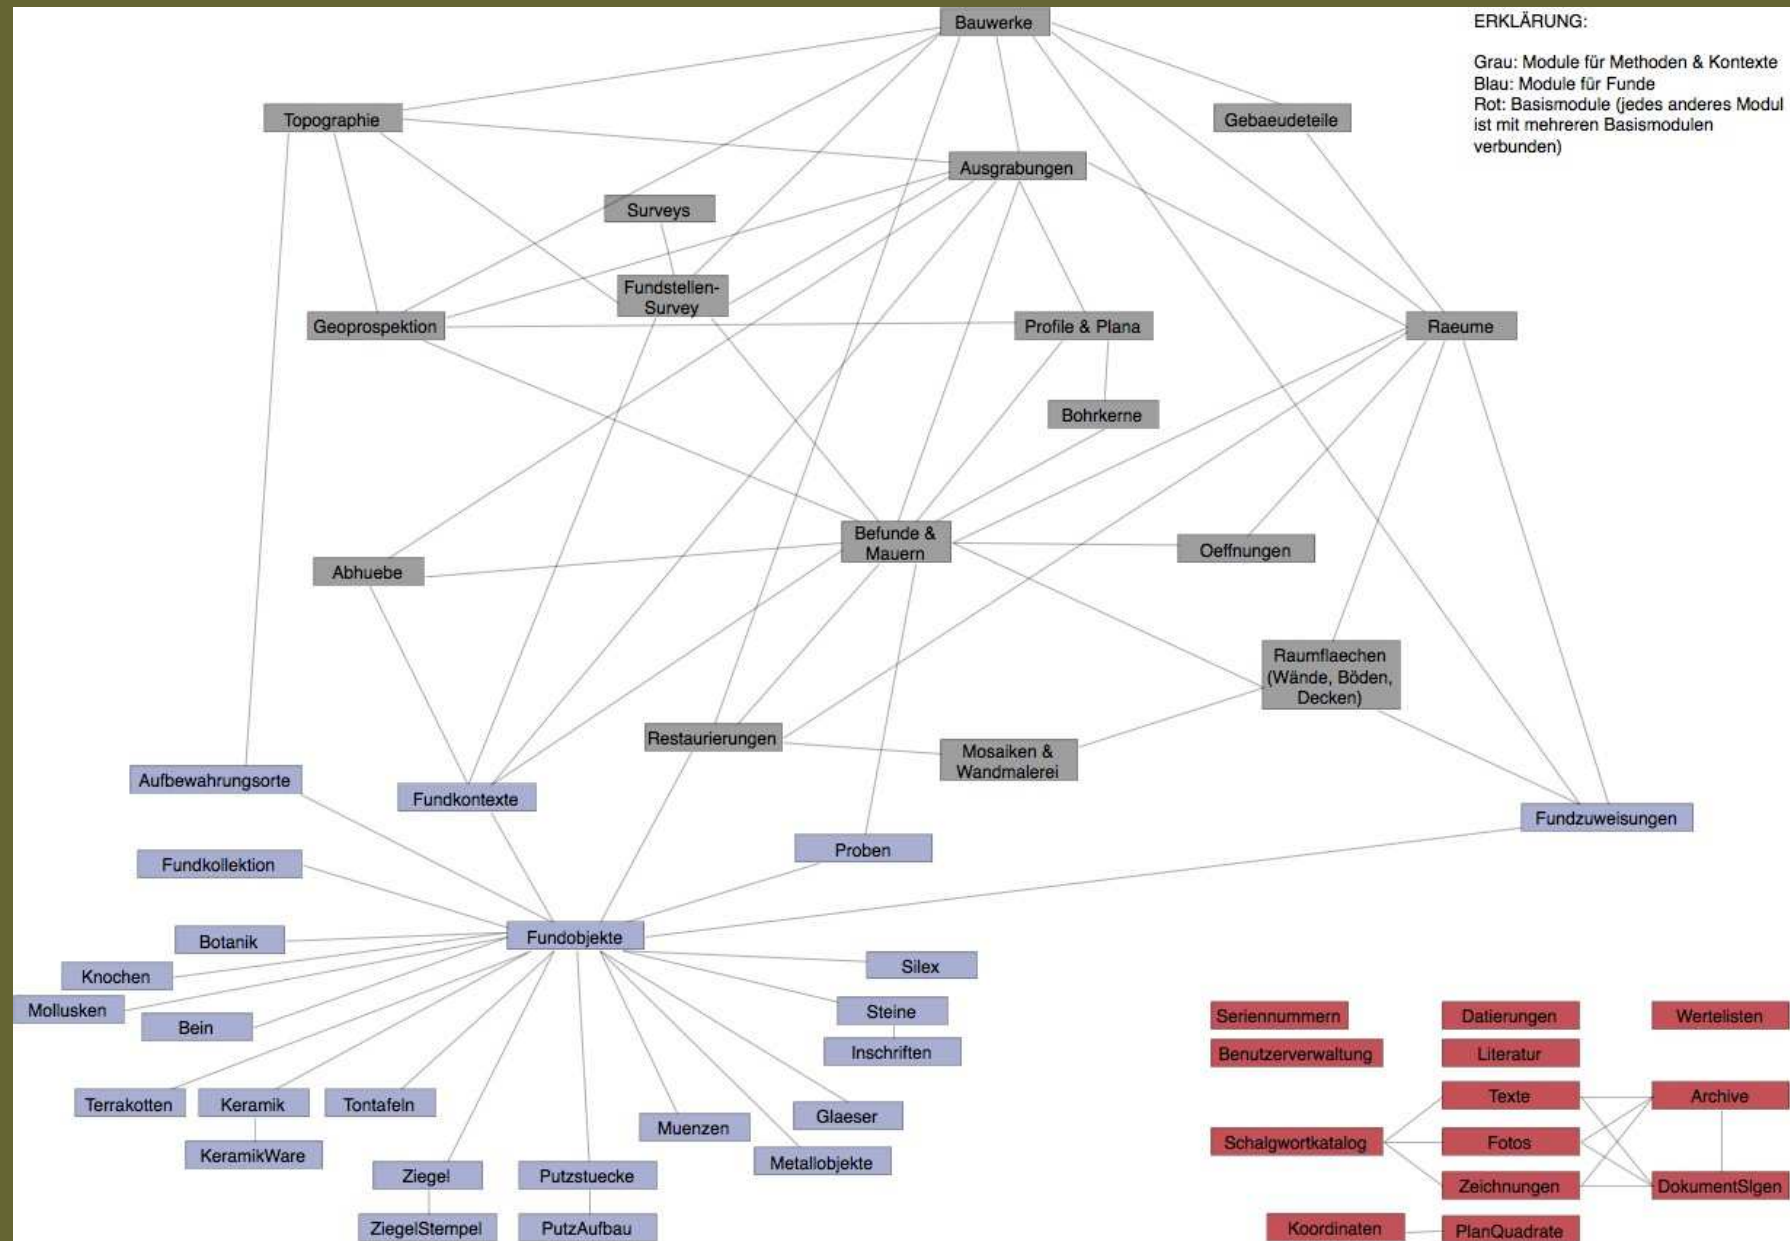 Bauwerke
ERKLÄRUNG:
Grau: Module für Methoden & Kontexte
Blau: Module für Funde
Rot: Basismodule (jedes anderes Modul
ist mit mehreren Basismodulen
verbunden)
Topographie
Gebaeudeteile
Ausgrabungen
Surveys
Fundstellen-
Survey
Geoprospektion
Profile & Plana
Raeume
Bohrkerne
Befunde &
Mauern
Oeffnungen
Abhuebe
Raumflaechen
(Wände, Böden,
Decken)
Restaurierungen
Mosaiken &
Wandmalerei
Aufbewahrungsorte
Fundkontexte
Fundzuweisungen
Proben
Fundkollektion
Fundobjekte
Botanik
Knochen
Silex
Mollusken
Bein
Steine
Inschriften
Terrakotten
Keramik
Tontafeln
Glaeser
Muenzen
KeramikWare
Metallobjekte
Ziegel
Putzstuecke
ZiegelStempel
PutzAufbau
Seriennummern
Datierungen
Wertelisten
Benutzerverwaltung
Literatur
Texte
Archive
Schalgwortkatalog
Fotos
Zeichnungen
DokumentSlgen
Koordinaten
PlanQuadrate